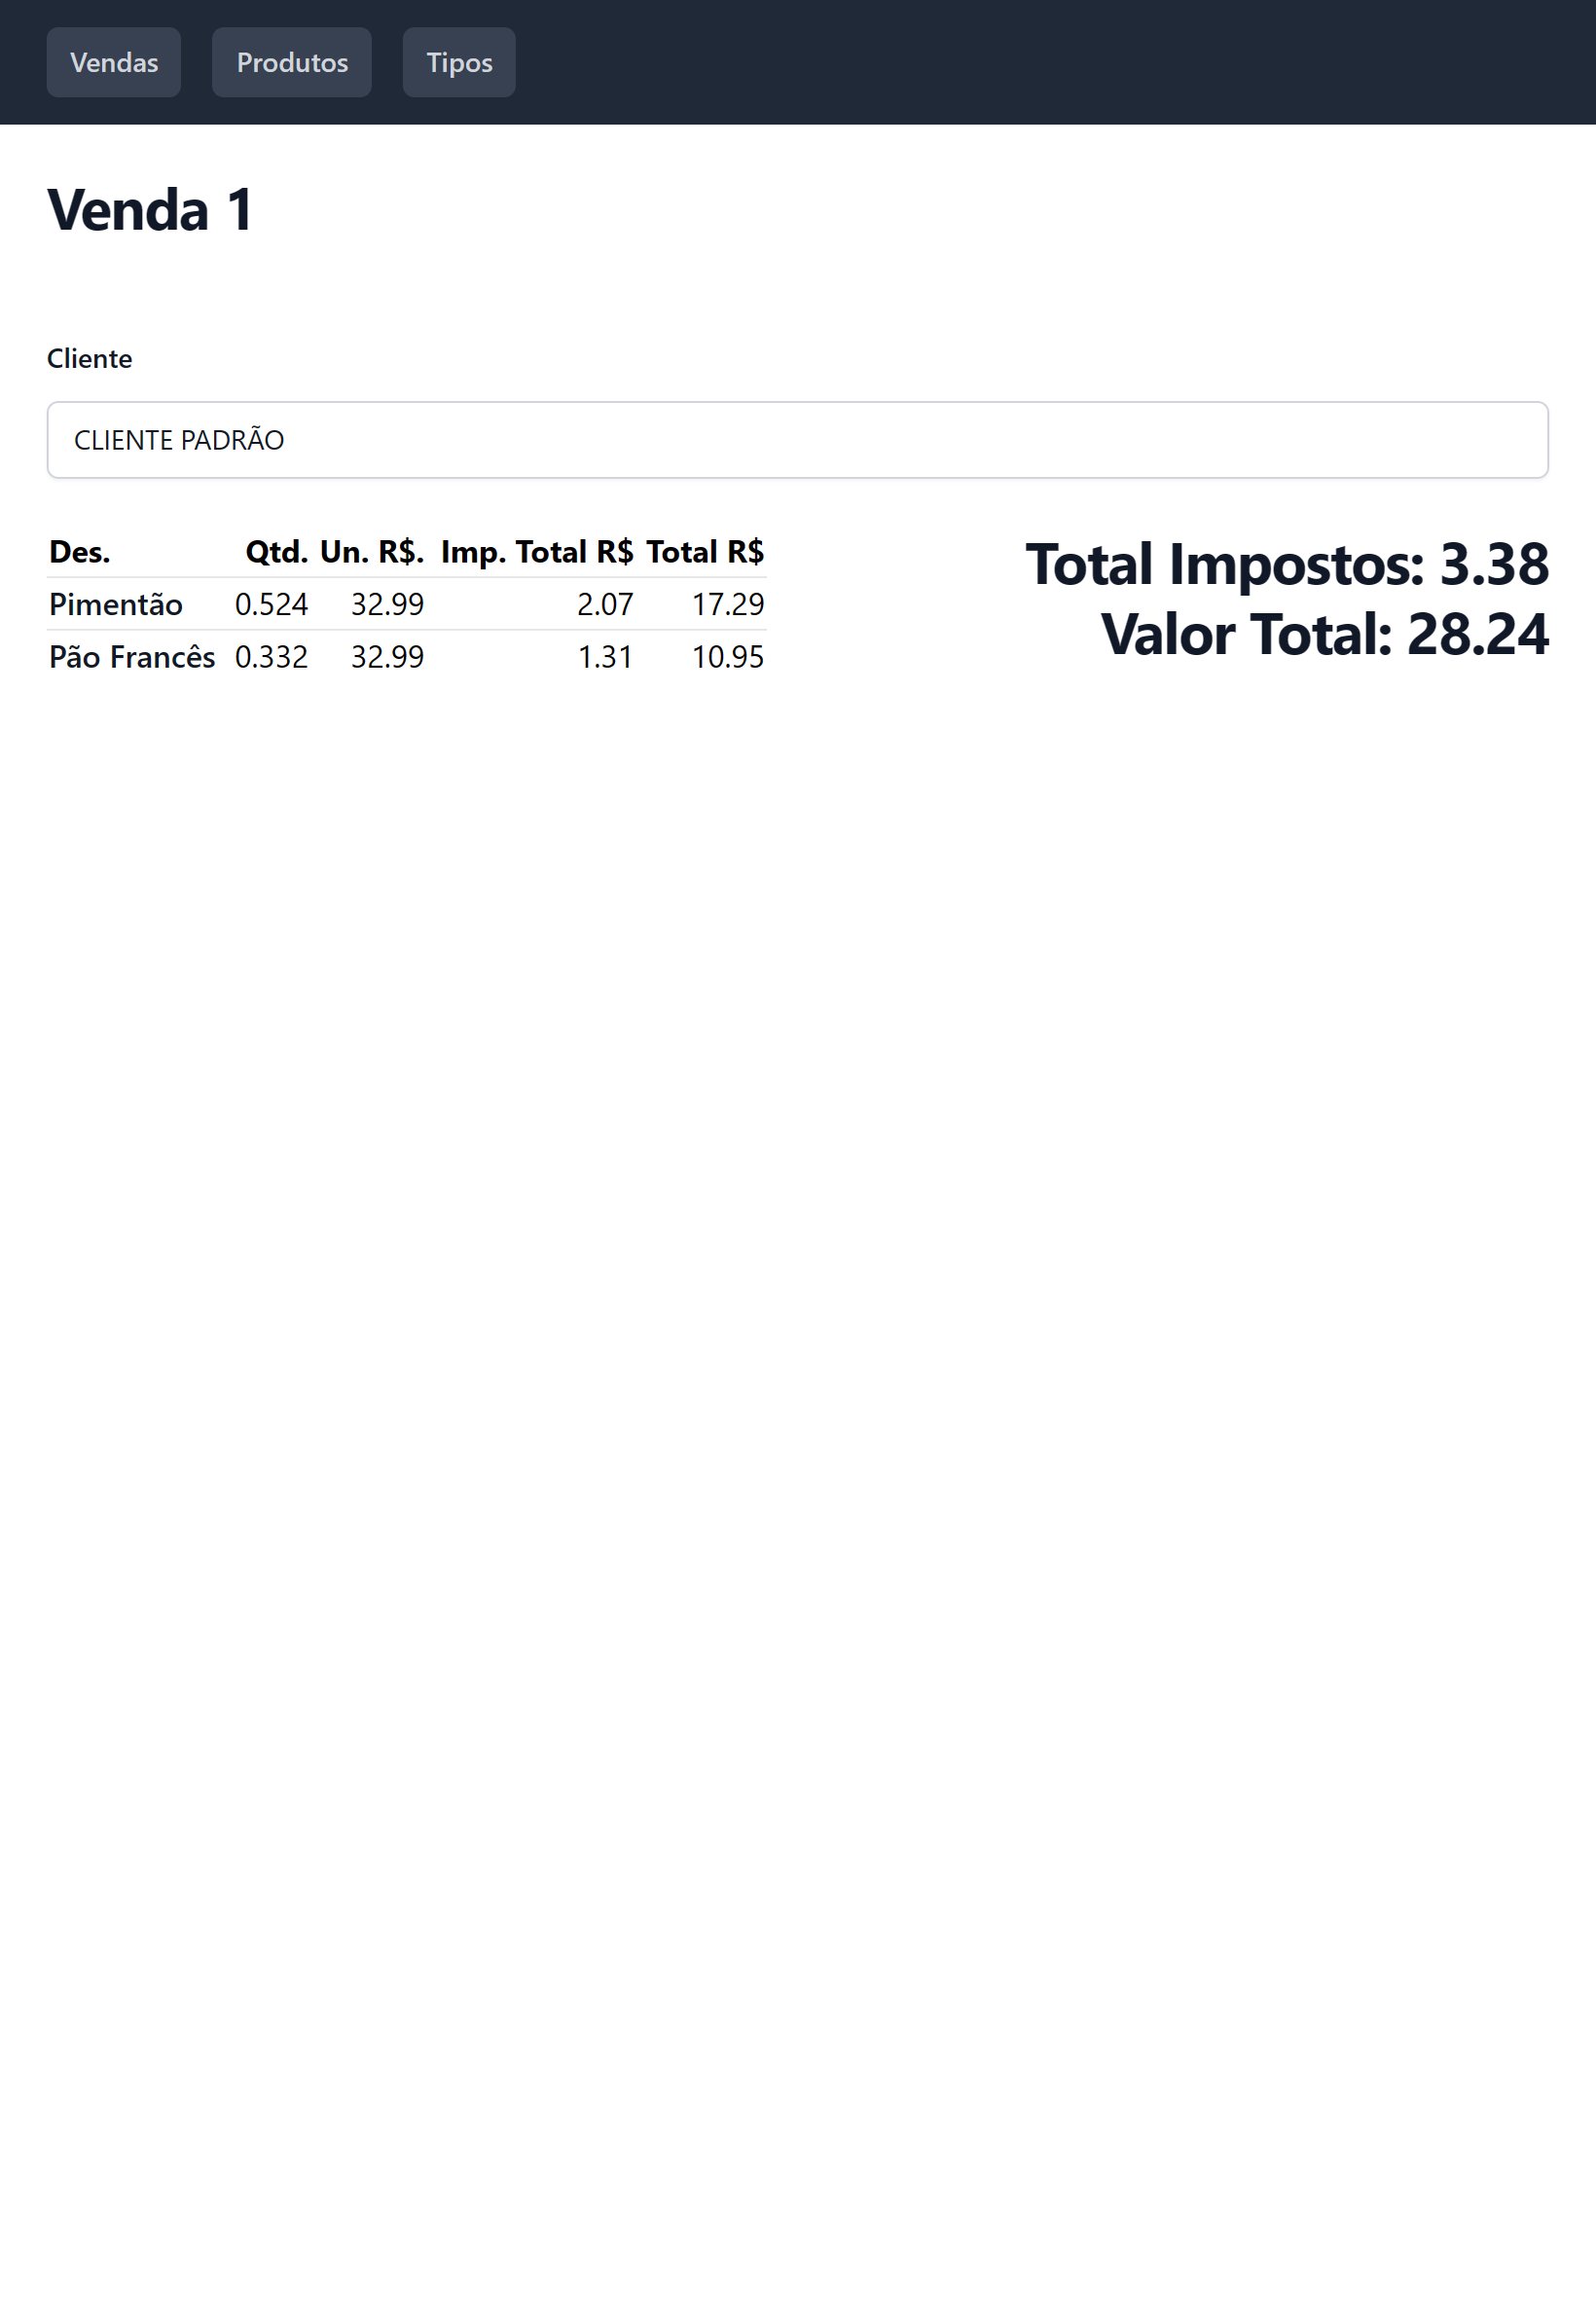 Vendas Produtos Tipos
Venda 1
Cliente
CLIENTE PADRÃO
Des. Qtd. Un. R$. Imp. Total R$ Total R$
Pimentão 0.524 32.99 2.07 17.29
Pão Francês 0.332 32.99 1.31 10.95
Total Impostos: 3.38
Valor Total: 28.24